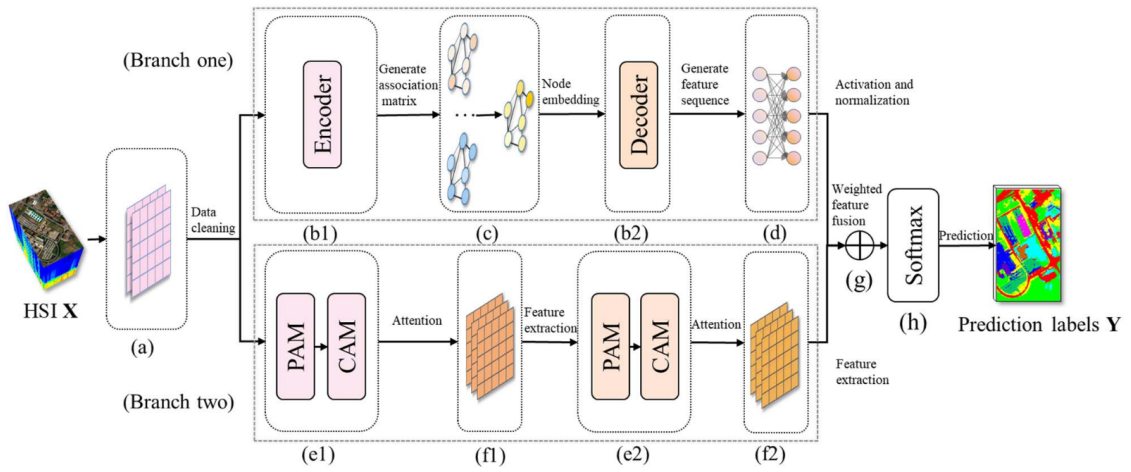 (Branch one)
Encoder
Generate
association
matrix
Node
embedding
Decoder
Generate
feature
sequence
Activation and
normalization
(b1)
(c)
(b2)
(d)
HSI X
Data
cleaning
(a)
Weighted
feature
fusion
(g)
Softmax
(h)
Prediction
Prediction labels Y
(Branch two)
PAM
CAM
Attention
Feature
extraction
PAM
CAM
Attention
Feature
extraction
(e1)
(f1)
(e2)
(f2)